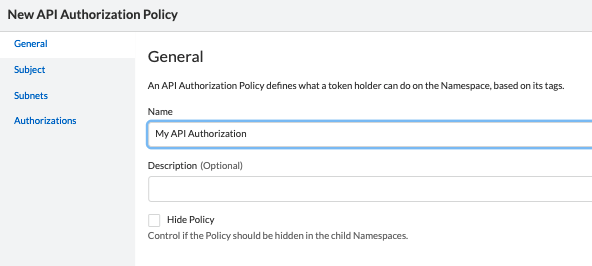 New API Authorization Policy
General
Subject
Subnets
Authorizations
General
An API Authorization Policy defines what a token holder can do on the Namespace, based on its tags.
Name
My API Authorization
Description (Optional)
Hide Policy
Control if the Policy should be hidden in the child Namespaces.